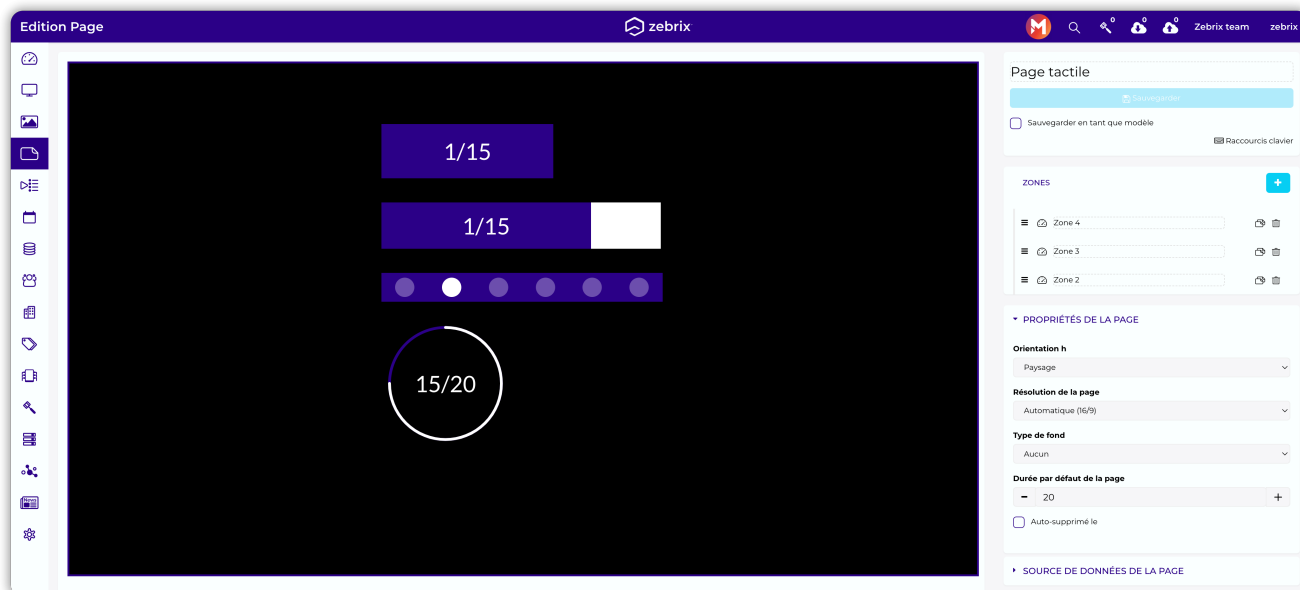 Edition Page
zebrix
0
0
0
Zebrix team
zebrix
Page tactile
Sauvegarder
Sauvegarder en tant que modèle
Raccourcis clavier
1/15
1/15
15/20
ZONES
+
Zone 4
Zone 3
Zone 2
PROPRIÉTÉS DE LA PAGE
Orientation h
Paysage
Résolution de la page
Automatique (16/9)
Type de fond
Aucun
Durée par défaut de la page
- 20 +
Auto-supprimé le
SOURCE DE DONNÉES DE LA PAGE